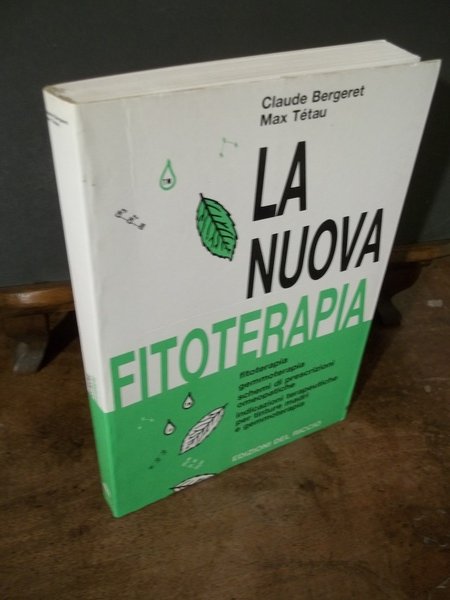 Claude Bergeret
Max Tétau
LA
NUOVA
FITOTERAPIA
fitoterapia
gemmoterapia
schemi di prescrizioni
omeopatiche
indicazioni terapeutiche
per tinture madri
e gemmoterapia
EDIZIONI DEL RICCIO